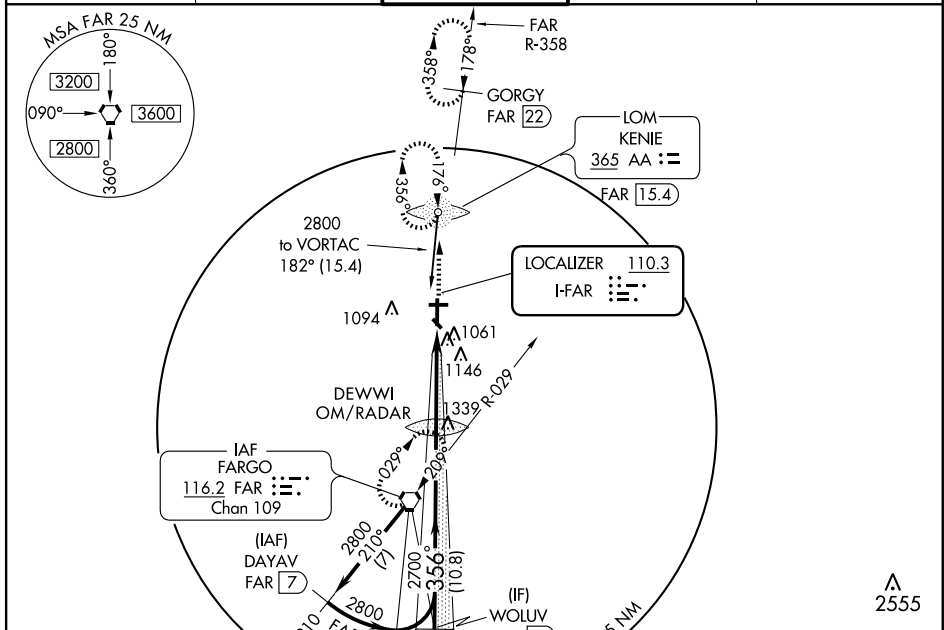 MSA FAR 25 NM
180°
3200
090°
3600
2800
360°
358°
178°
FAR
R-358
GORGY
FAR 22
LOM
KENIE
365 AA
FAR 15.4
356°
176°
2800
to VORTAC
182° (15.4)
LOCALIZER 110.3
I-FAR
1094
1061
1146
R-029
DEWWI
OM/RADAR
1339
IAF
FARGO
116.2 FAR
Chan 109
029°
209°
2800
210°
(7)
2700
356°
(10.8)
(IAF)
DAYAV
FAR 7
2800
(IF)
WOLUV
5 NM
2555